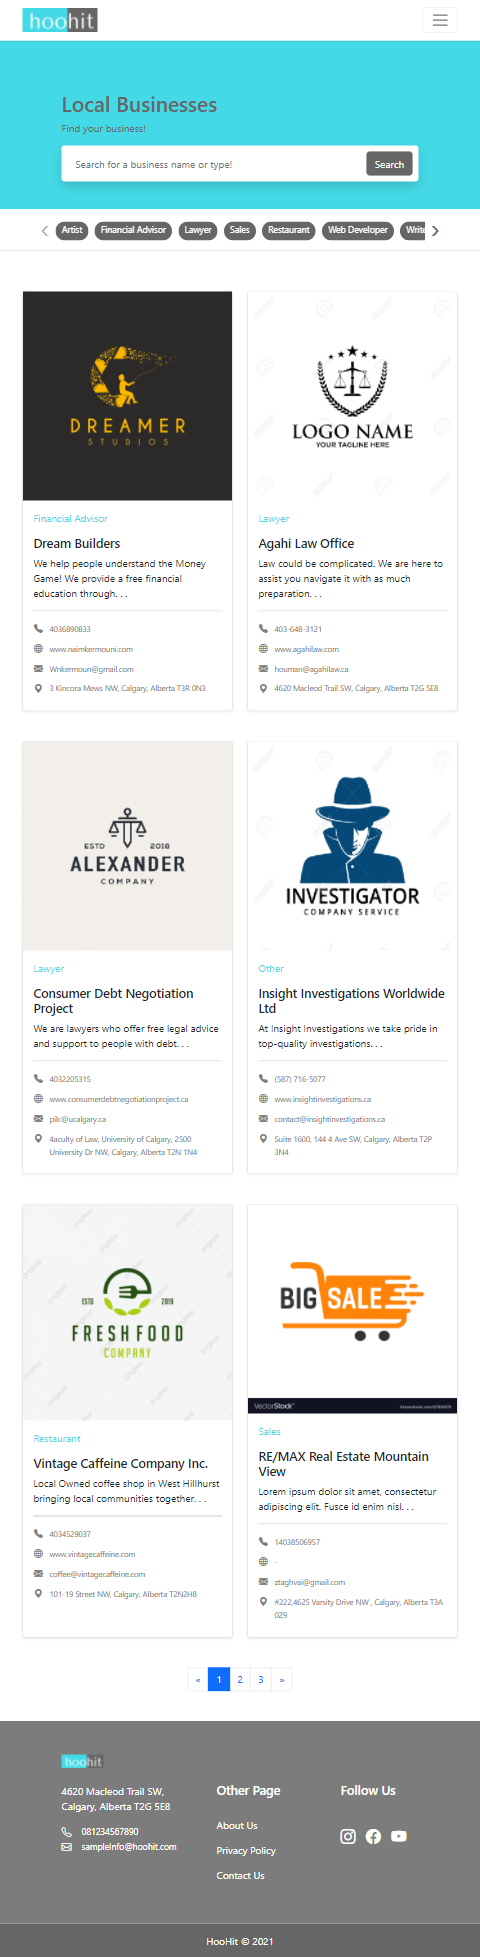 hoohit
Local Businesses
Find your business!
Search for a business name or type!
Search
Artist
Financial Advisor
Lawyer
Sales
Restaurant
Web Developer
Write
DREAMER
STUDIOS
Financial Advisor
Dream Builders
We help people understand the Money
Game! We provide a free financial
education through. . .
4036890833
www.naimkermouni.com
Wnkermoun@gmail.com
3 Kincora Mews NW, Calgary, Alberta T3R 0N3
LOGO NAME
YOUR TAGLINE HERE
Lawyer
Agahi Law Office
Law could be complicated. We are here to
assist you navigate it with as much
preparation. . .
403-648-3121
www.agahilaw.com
houman@agahilaw.ca
4620 Macleod Trail SW, Calgary, Alberta T2G 5E8
ESTD 2018
ALEXANDER
COMPANY
Lawyer
Consumer Debt Negotiation
Project
We are lawyers who offer free legal advice
and support to people with debt. . .
4032205315
www.consumerdebtnegotiationproject.ca
pilc@ucalgary.ca
4aculty of Law, University of Calgary, 2500
University Dr NW, Calgary, Alberta T2N 1N4
INVESTIGATOR
COMPANY SERVICE
Other
Insight Investigations Worldwide
Ltd
At Insight Investigations we take pride in
top-quality investigations. . .
(587) 716-5077
www.insightinvestigations.ca
contact@insightinvestigations.ca
Suite 1600, 144 4 Ave SW, Calgary, Alberta T2P
3N4
ESTD 2019
FRESH FOOD
COMPANY
Restaurant
Vintage Caffeine Company Inc.
Local Owned coffee shop in West Hillhurst
bringing local communities together. . .
4034529037
www.vintagecaffeine.com
coffee@vintagecaffeine.com
101-19 Street NW, Calgary, Alberta T2N2H8
BIG SALE
VectorStock
Sales
RE/MAX Real Estate Mountain
View
Lorem ipsum dolor sit amet, consectetur
adipiscing elit. Fusce id enim nisl. . .
14038506957
-
ztaghvai@gmail.com
#222,4625 Varsity Drive NW , Calgary, Alberta T3A
0Z9
« 1 2 3 »
hoohit
4620 Macleod Trail SW,
Calgary, Alberta T2G 5E8
081234567890
sampleInfo@hoohit.com
Other Page
About Us
Privacy Policy
Contact Us
Follow Us
HooHit © 2021